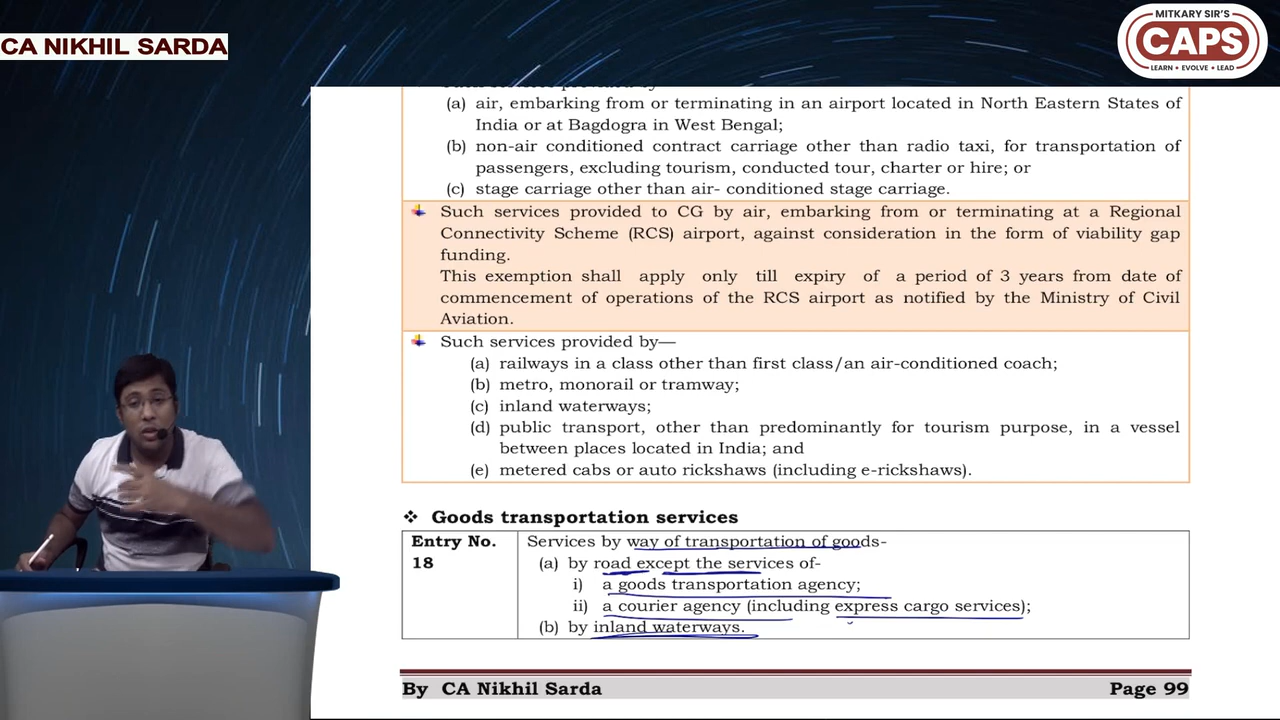 CA NIKHIL SARDA
MITKARY SIR'S
CAPS
LEARN • EVOLVE • LEAD
(a) air, embarking from or terminating in an airport located in North Eastern States of
India or at Bagdogra in West Bengal;
(b) non-air conditioned contract carriage other than radio taxi, for transportation of
passengers, excluding tourism, conducted tour, charter or hire; or
(c) stage carriage other than air- conditioned stage carriage.
Such services provided to CG by air, embarking from or terminating at a Regional
Connectivity Scheme (RCS) airport, against consideration in the form of viability gap
funding.
This exemption shall apply only till expiry of a period of 3 years from date of
commencement of operations of the RCS airport as notified by the Ministry of Civil
Aviation.
Such services provided by—
(a) railways in a class other than first class/an air-conditioned coach;
(b) metro, monorail or tramway;
(c) inland waterways;
(d) public transport, other than predominantly for tourism purpose, in a vessel
between places located in India; and
(e) metered cabs or auto rickshaws (including e-rickshaws).
❖ Goods transportation services
Entry No. 18
Services by way of transportation of goods-
(a) by road except the services of-
i) a goods transportation agency;
ii) a courier agency (including express cargo services);
(b) by inland waterways.
By CA Nikhil Sarda
Page 99